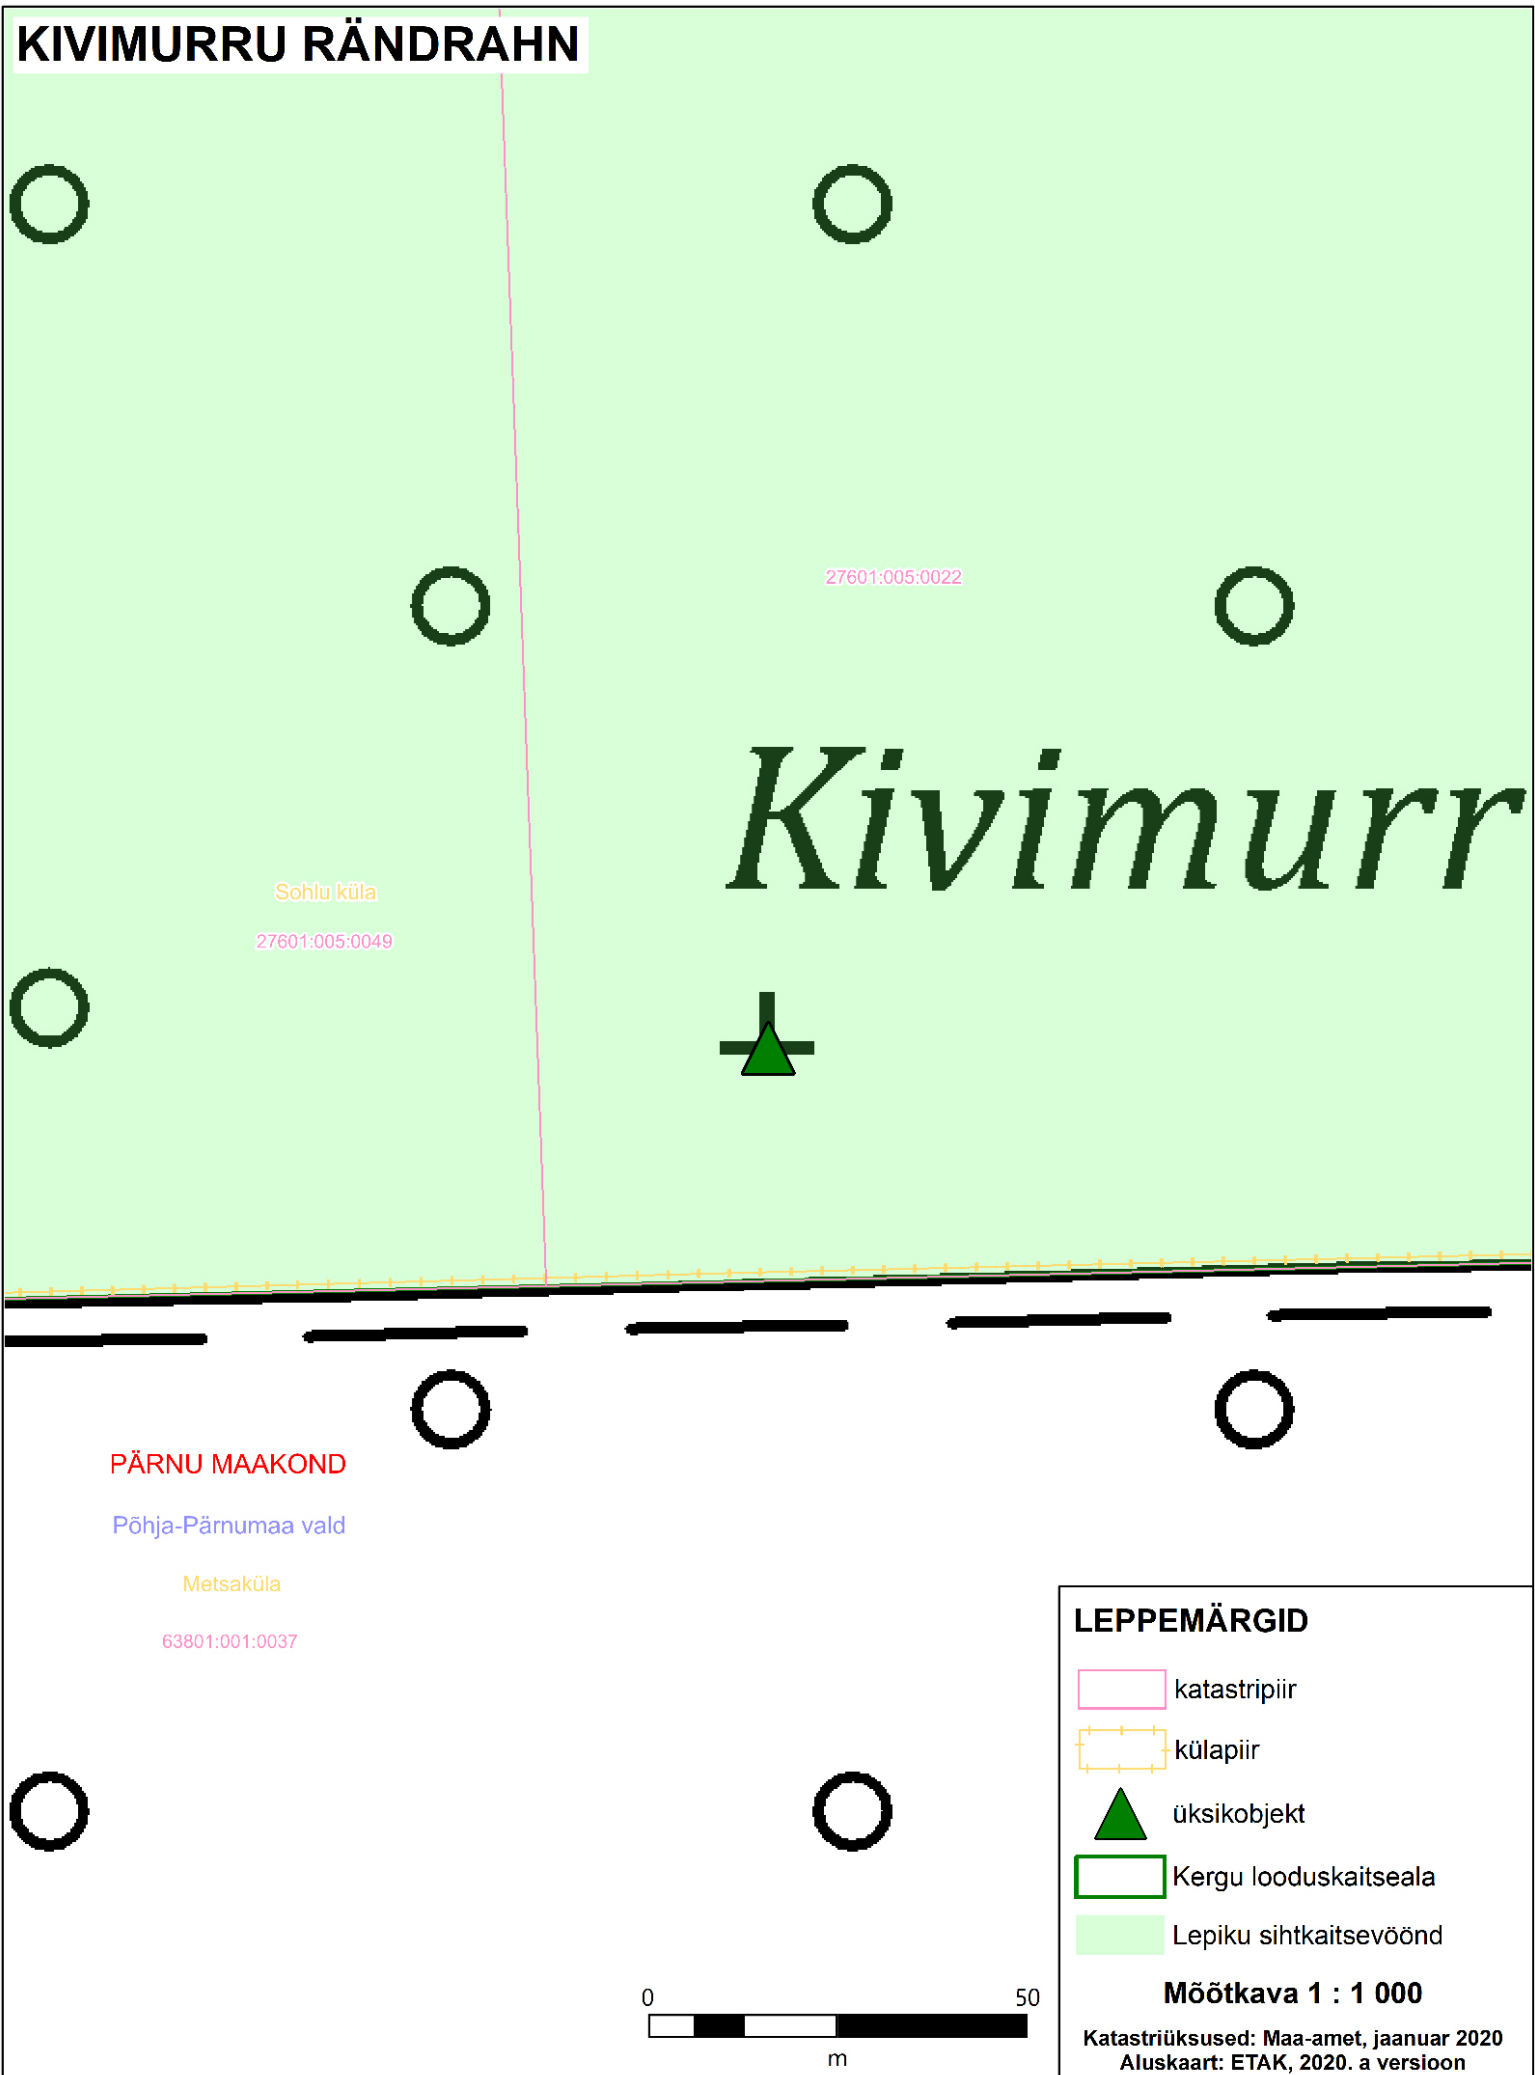 KIVIMURRU RÄNDRAHN
27601:005:0022
Kivimurr
Sohlu küla
27601:005:0049
PÄRNU MAAKOND
Põhja-Pärnumaa vald
Metsaküla
63801:001:0037
LEPPEMÄRGID
katastripiir
külapiir
üksikobjekt
Kergu looduskaitseala
Lepiku sihtkaitsevöönd
Mõõtkava 1 : 1 000
Katastriüksused: Maa-amet, jaanuar 2020
Aluskaart: ETAK, 2020. a versioon
0 50
m